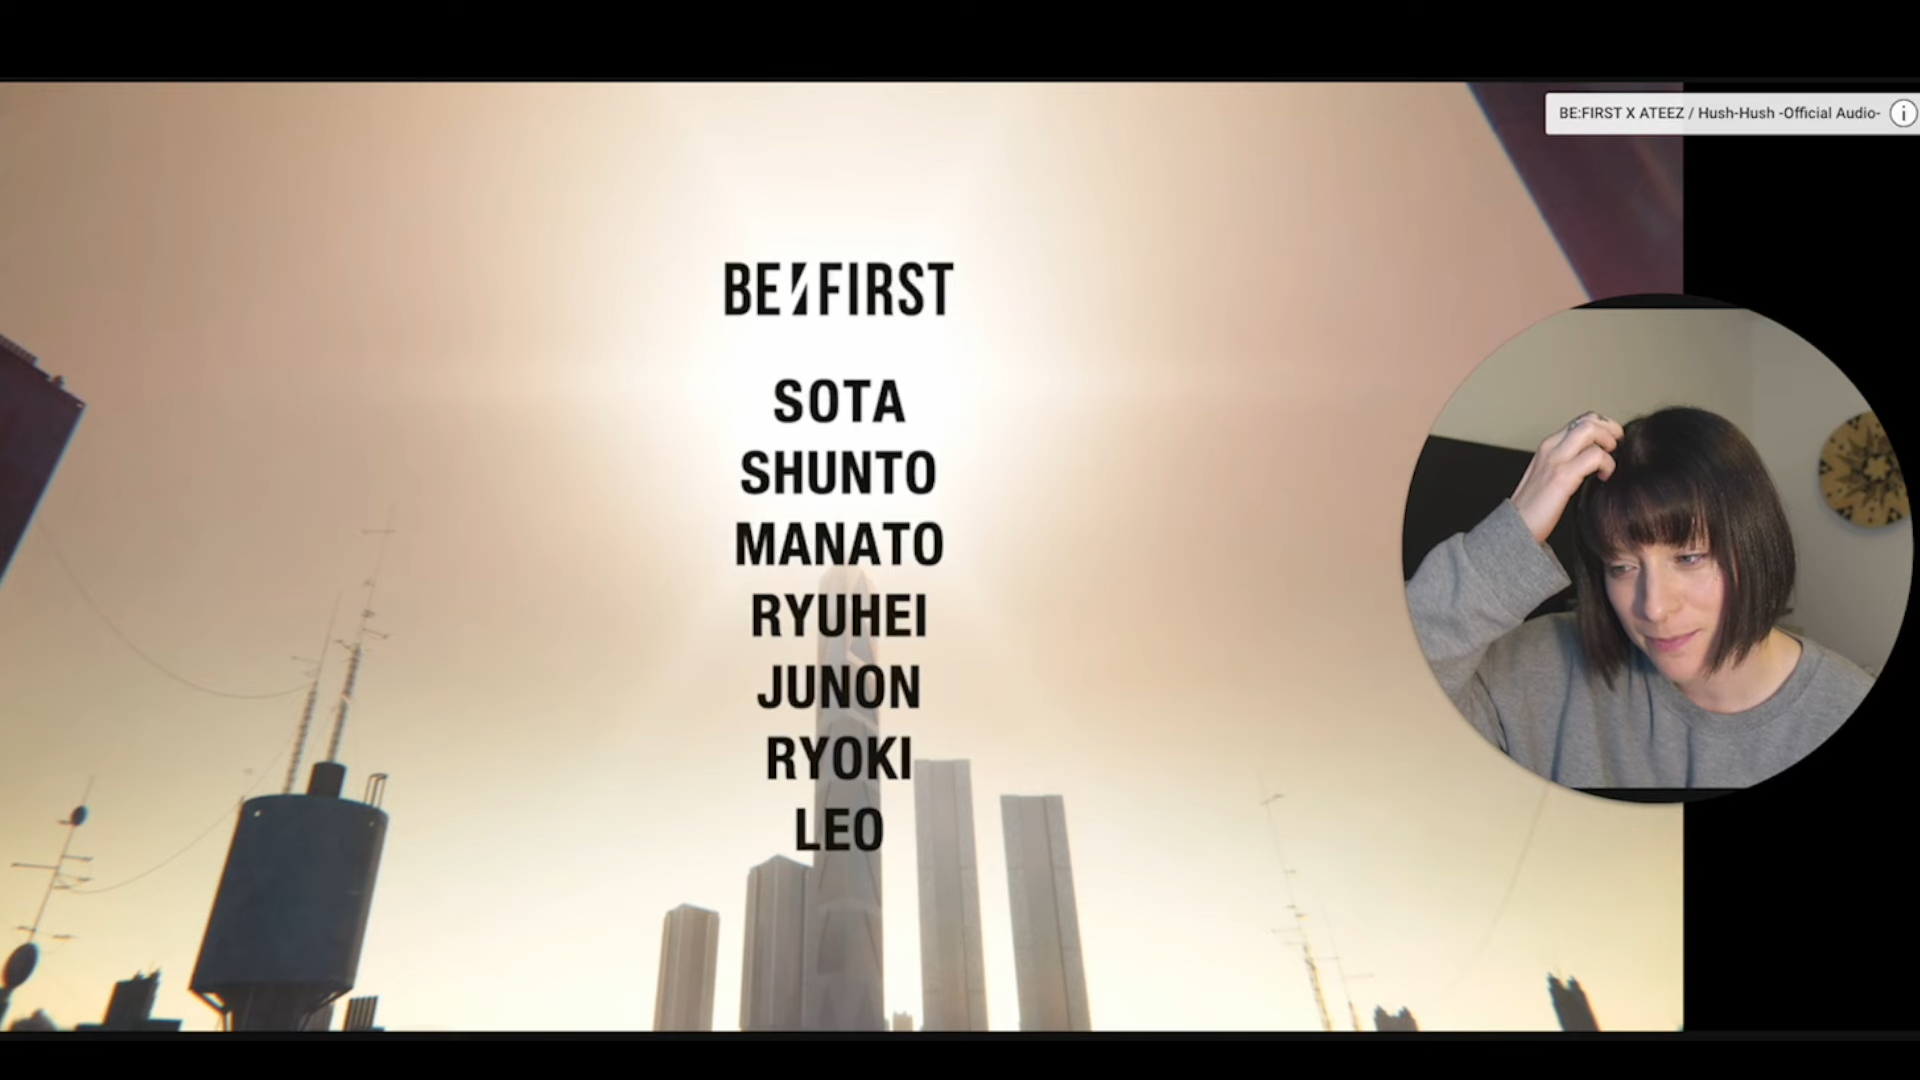 BE:FIRST X ATEEZ / Hush-Hush -Official Audio-
BE:FIRST
SOTA
SHUNTO
MANATO
RYUHEI
JUNON
RYOKI
LEO